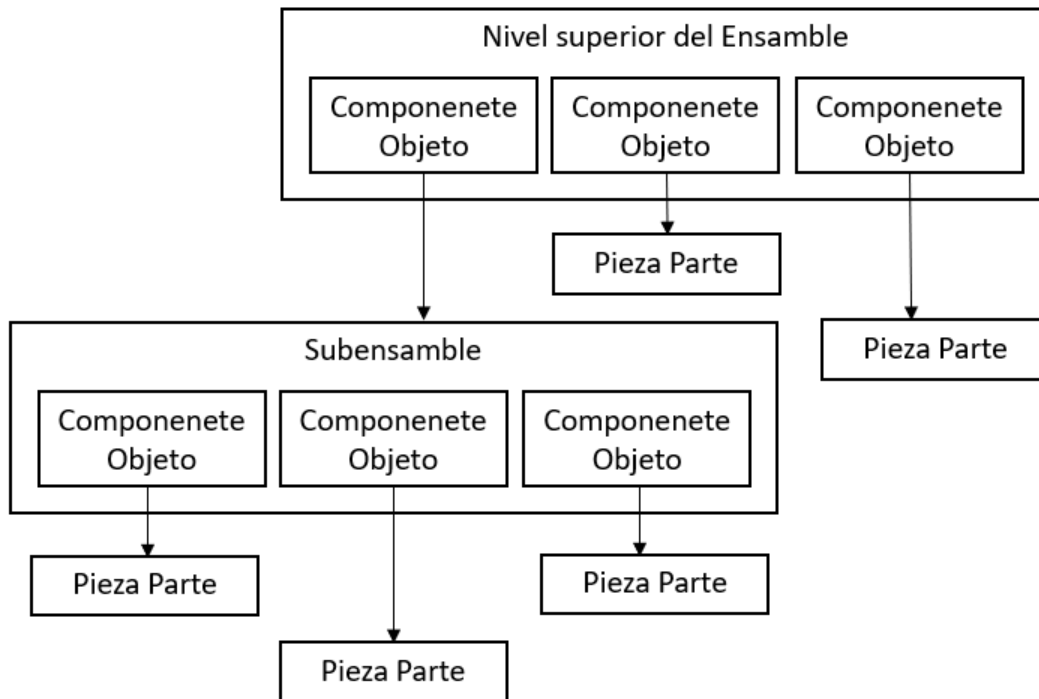 Nivel superior del Ensamble
Componenete
Objeto
Componenete
Objeto
Componenete
Objeto
Pieza Parte
Pieza Parte
Subensamble
Componenete
Objeto
Componenete
Objeto
Componenete
Objeto
Pieza Parte
Pieza Parte
Pieza Parte